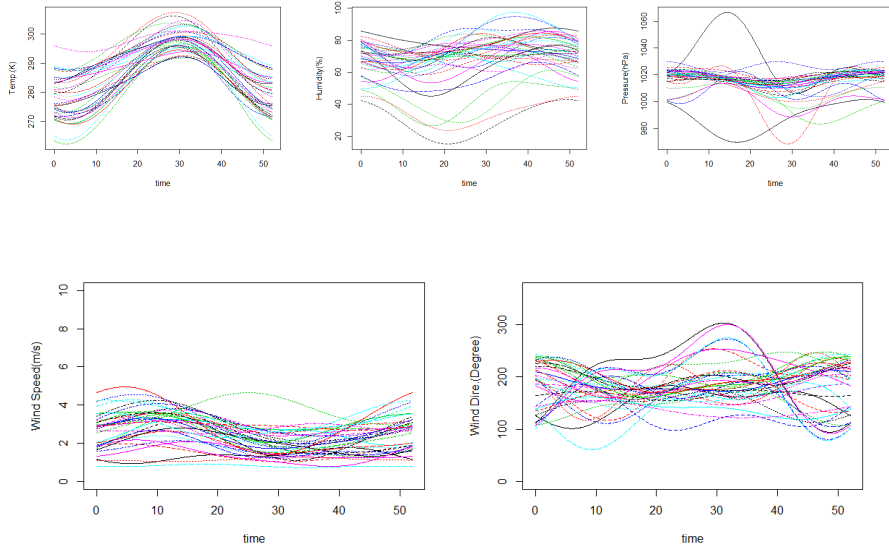 Temp.(K)
300
290
280
270
0 10 20 30 40 50
time
Humidity(%)
100
80
60
40
20
0 10 20 30 40 50
time
Pressure(hPa)
1060
1040
1020
1000
980
0 10 20 30 40 50
time
Wind Speed(m/s)
10
8
6
4
2
0
0 10 20 30 40 50
time
Wind Dire.(Degree)
300
200
100
0
0 10 20 30 40 50
time